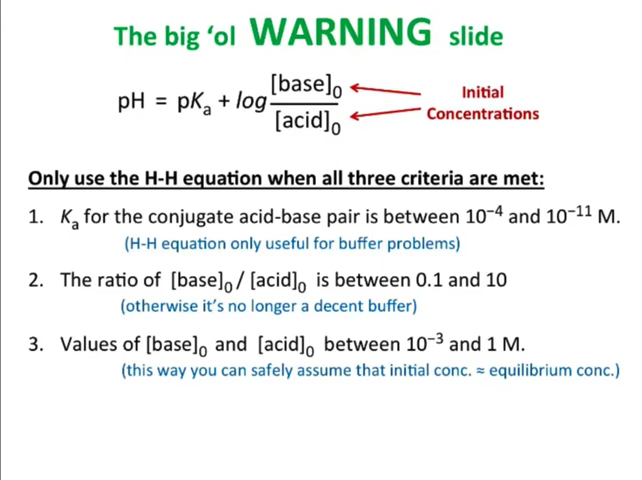 The big ‘ol WARNING slide
pH = pKₐ + log [base]₀ / [acid]₀
Initial
Concentrations
Only use the H-H equation when all three criteria are met:
1. Kₐ for the conjugate acid-base pair is between 10⁻⁴ and 10⁻¹¹ M.
(H-H equation only useful for buffer problems)
2. The ratio of [base]₀ / [acid]₀ is between 0.1 and 10
(otherwise it’s no longer a decent buffer)
3. Values of [base]₀ and [acid]₀ between 10⁻³ and 1 M.
(this way you can safely assume that initial conc. ≈ equilibrium conc.)